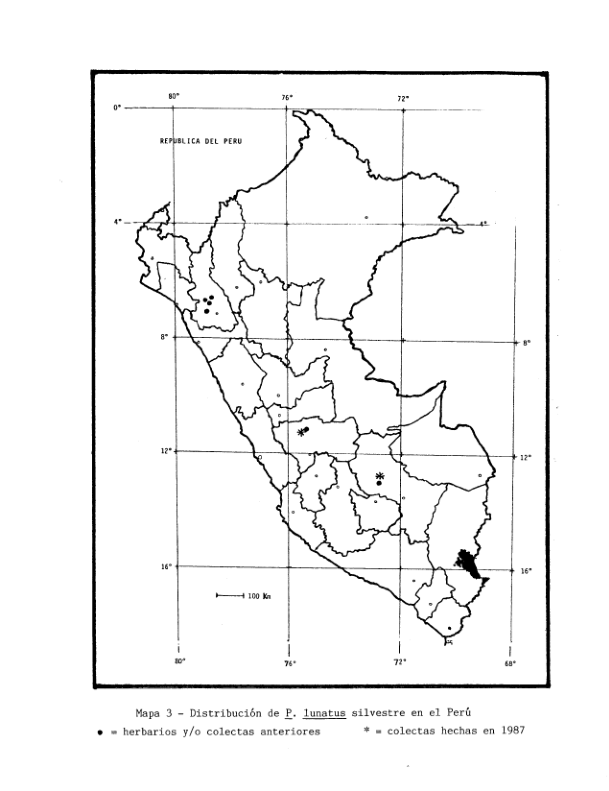 80° 76° 72°
0°
REPUBLICA DEL PERU
4° 4°
8° 8°
12° 12°
16° 16°
100 Km
80° 76° 72° 68°
Mapa 3 - Distribución de P. lunatus silvestre en el Perú
• = herbarios y/o colectas anteriores * = colectas hechas en 1987